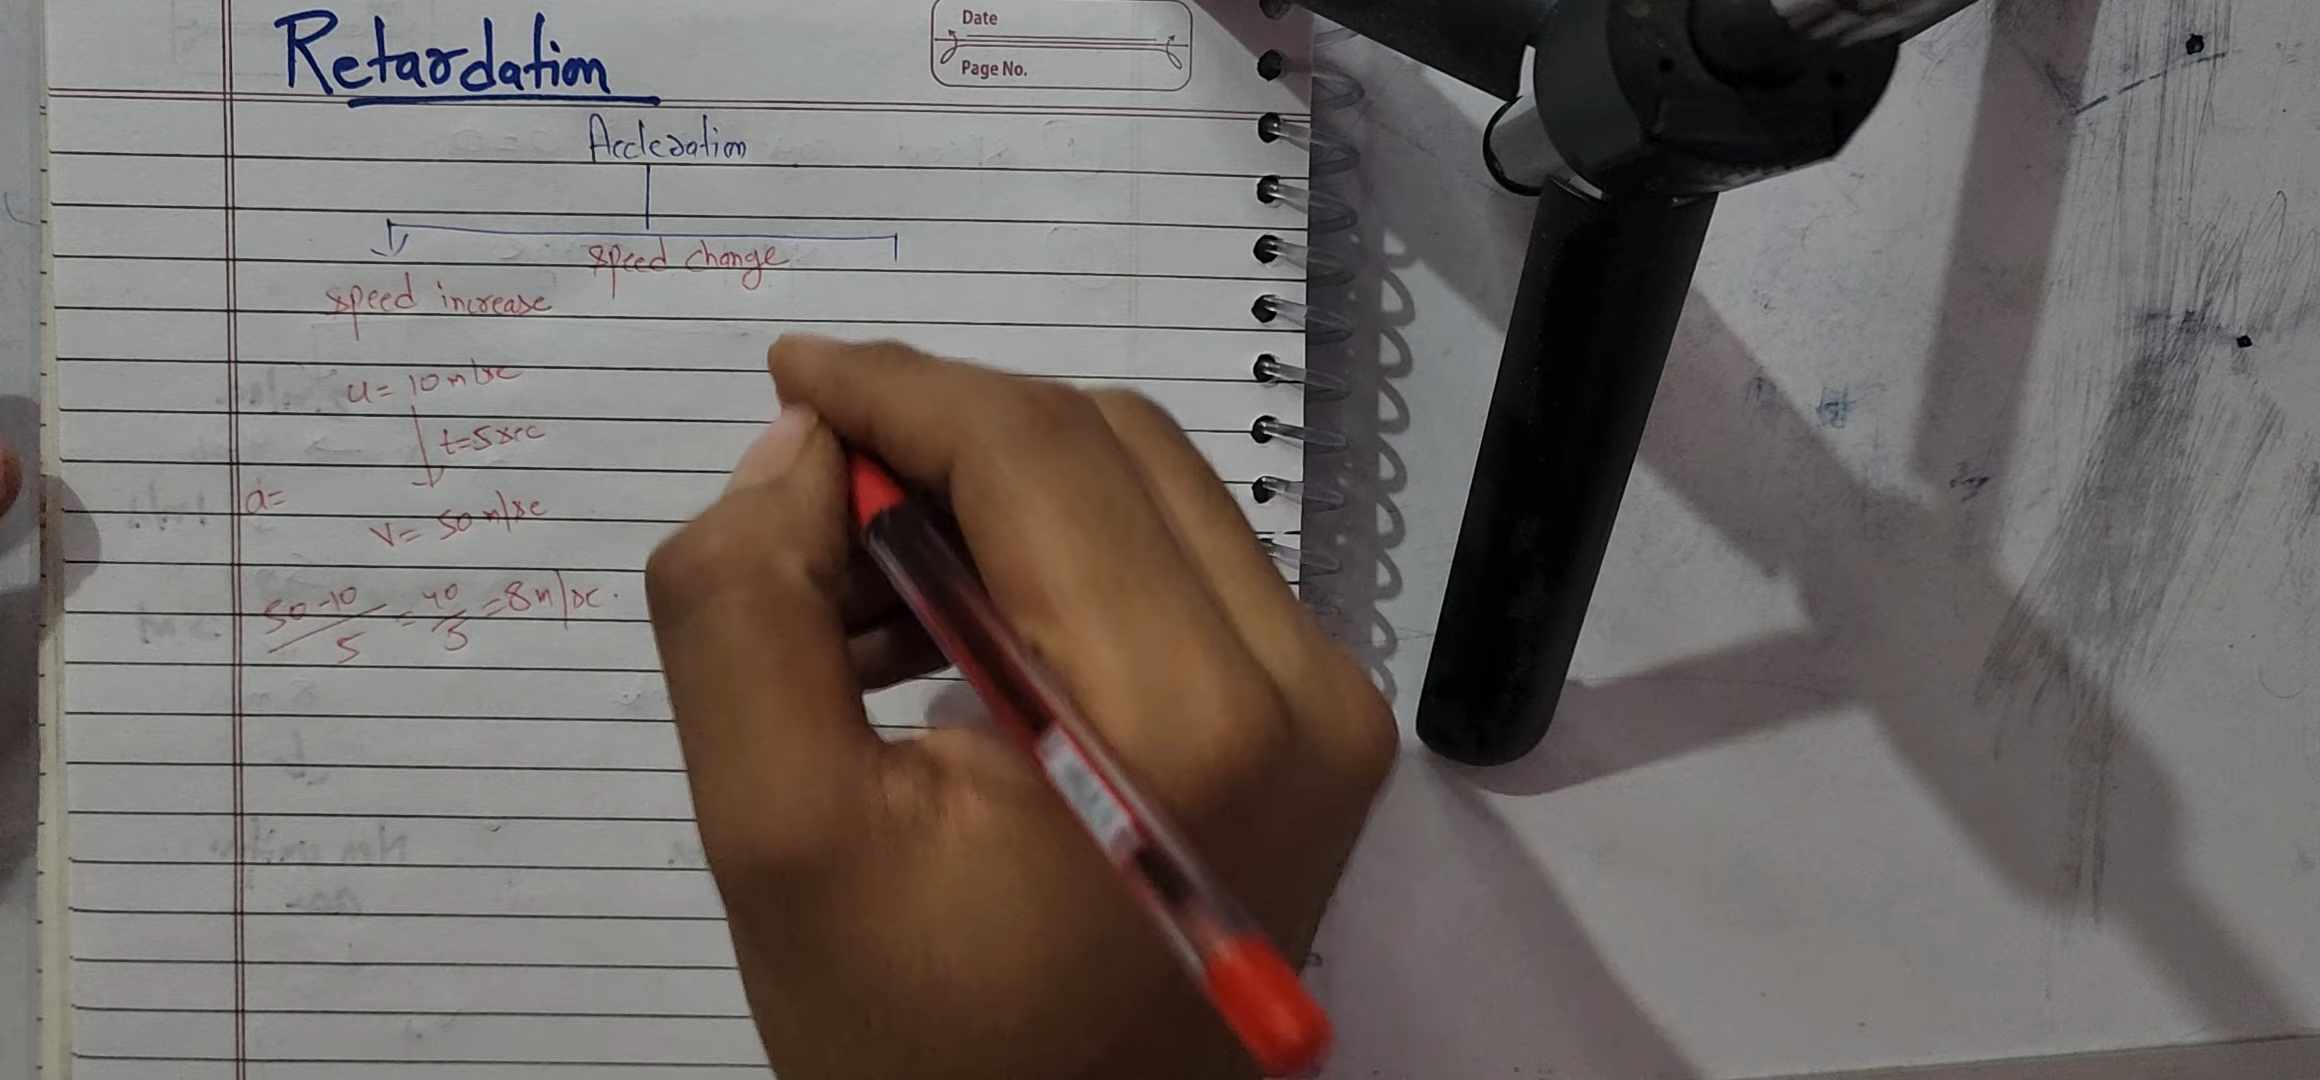 Retardation
Date
Page No.
Accleration
speed change
speed increase
u = 10 m/sec
t=5 sec
a=
v= 50 m/sec
50-10/5 = 40/5 = 8 m/sec.